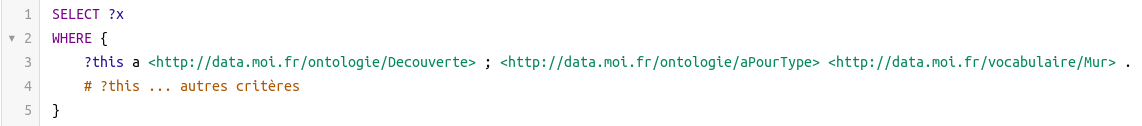 1 SELECT ?x
2 WHERE {
3 ?this a <http://data.moi.fr/ontologie/Decouverte> ; <http://data.moi.fr/ontologie/aPourType> <http://data.moi.fr/vocabulaire/Mur> .
4 # ?this ... autres critères
5 }